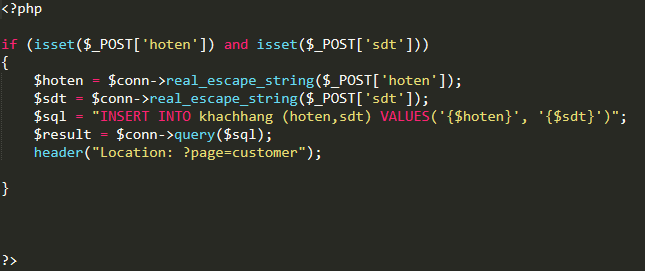 <?php
if (isset($_POST['hoten']) and isset($_POST['sdt']))
{
    $hoten = $conn->real_escape_string($_POST['hoten']);
    $sdt = $conn->real_escape_string($_POST['sdt']);
    $sql = "INSERT INTO khachhang (hoten,sdt) VALUES('{$hoten}', '{$sdt}')";
    $result = $conn->query($sql);
    header("Location: ?page=customer");
}
?>